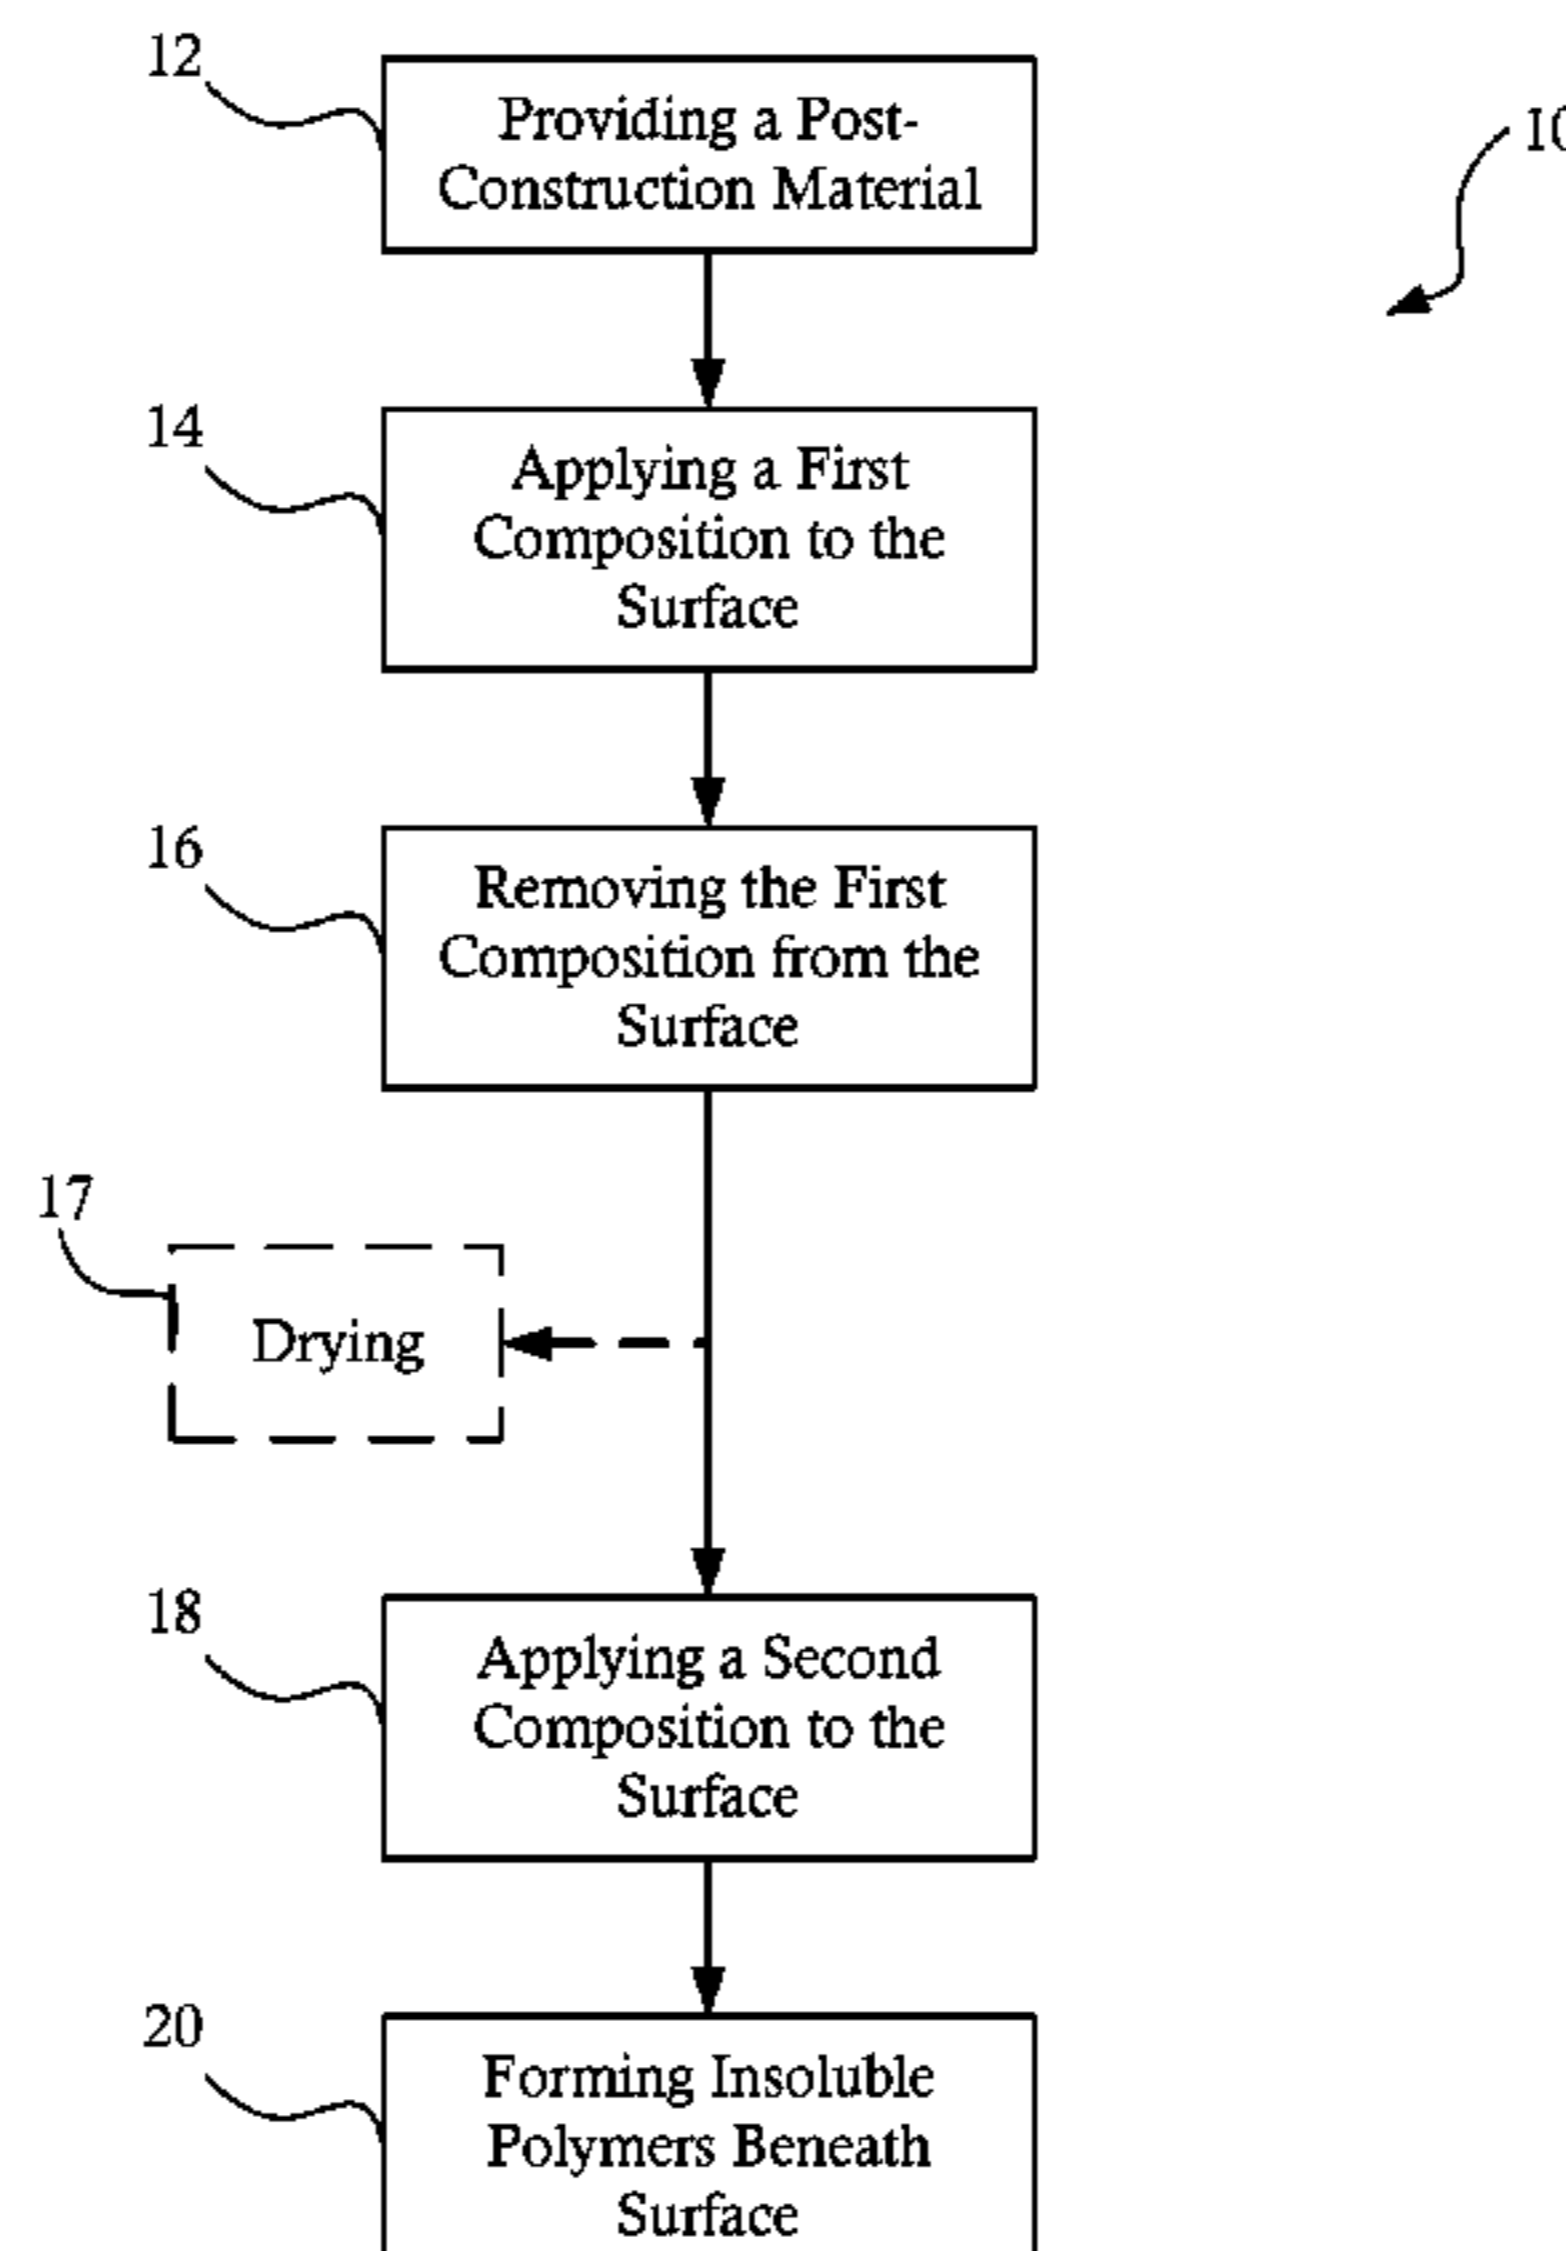 12
Providing a Post-
Construction Material
10
14
Applying a First
Composition to the
Surface
16
Removing the First
Composition from the
Surface
17
Drying
18
Applying a Second
Composition to the
Surface
20
Forming Insoluble
Polymers Beneath
Surface